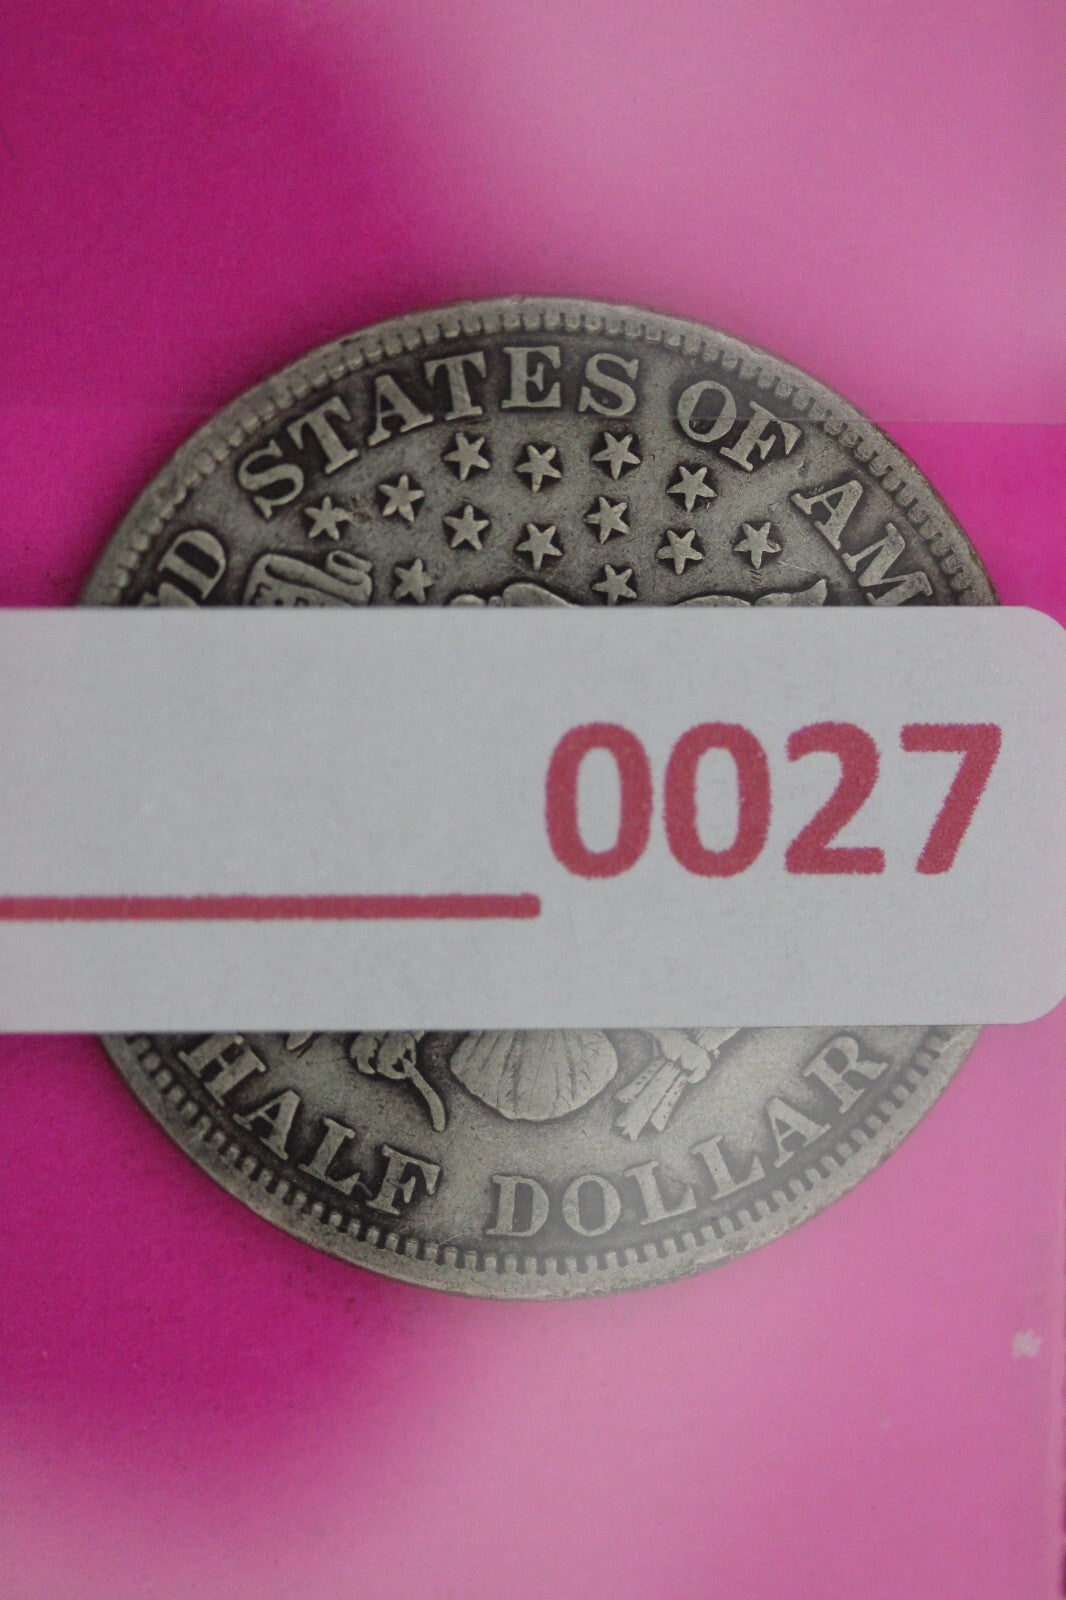 D STATES OF AM
0027
HALF DOLLAR